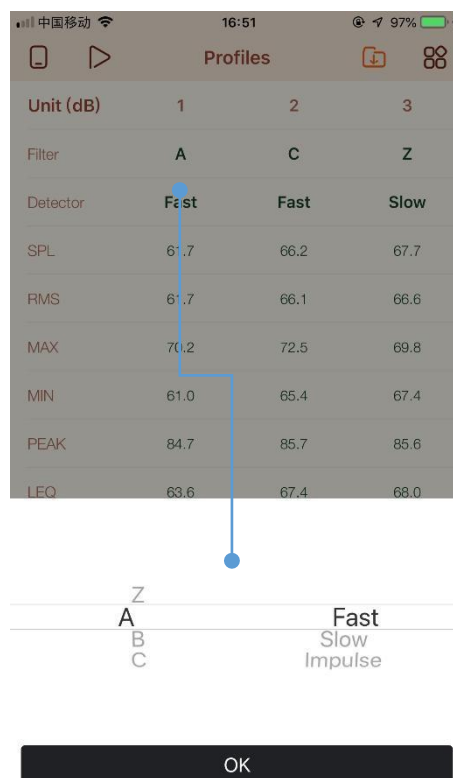 中国移动 16:51 97%
Profiles
Unit (dB) 1 2 3
Filter A C Z
Detector Fast Fast Slow
SPL 61.7 66.2 67.7
RMS 61.7 66.1 66.6
MAX 70.2 72.5 69.8
MIN 61.0 65.4 67.4
PEAK 84.7 85.7 85.6
LEQ 63.6 67.4 68.0
Z
A Fast
B Slow
C Impulse
OK